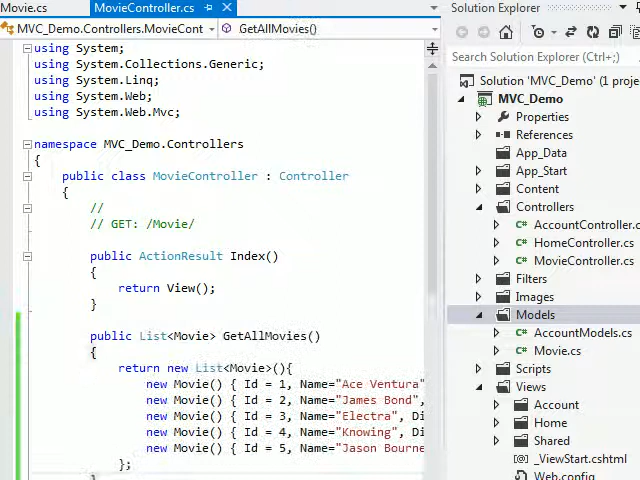 Movie.cs
MovieController.cs
MVC_Demo.Controllers.MovieCont
GetAllMovies()
using System;
using System.Collections.Generic;
using System.Linq;
using System.Web;
using System.Web.Mvc;
namespace MVC_Demo.Controllers
{
public class MovieController : Controller
{
//
// GET: /Movie/
public ActionResult Index()
{
return View();
}
public List<Movie> GetAllMovies()
{
return new List<Movie>(){
new Movie() { Id = 1, Name="Ace Ventura"
new Movie() { Id = 2, Name="James Bond",
new Movie() { Id = 3, Name="Electra", Di
new Movie() { Id = 4, Name="Knowing", Di
new Movie() { Id = 5, Name="Jason Bourne
};
}
Solution Explorer
Search Solution Explorer (Ctrl+;)
Solution 'MVC_Demo' (1 proje
MVC_Demo
Properties
References
App_Data
App_Start
Content
Controllers
C# AccountController.c
C# HomeController.cs
C# MovieController.cs
Filters
Images
Models
C# AccountModels.cs
C# Movie.cs
Scripts
Views
Account
Home
Shared
_ViewStart.cshtml
Web.config